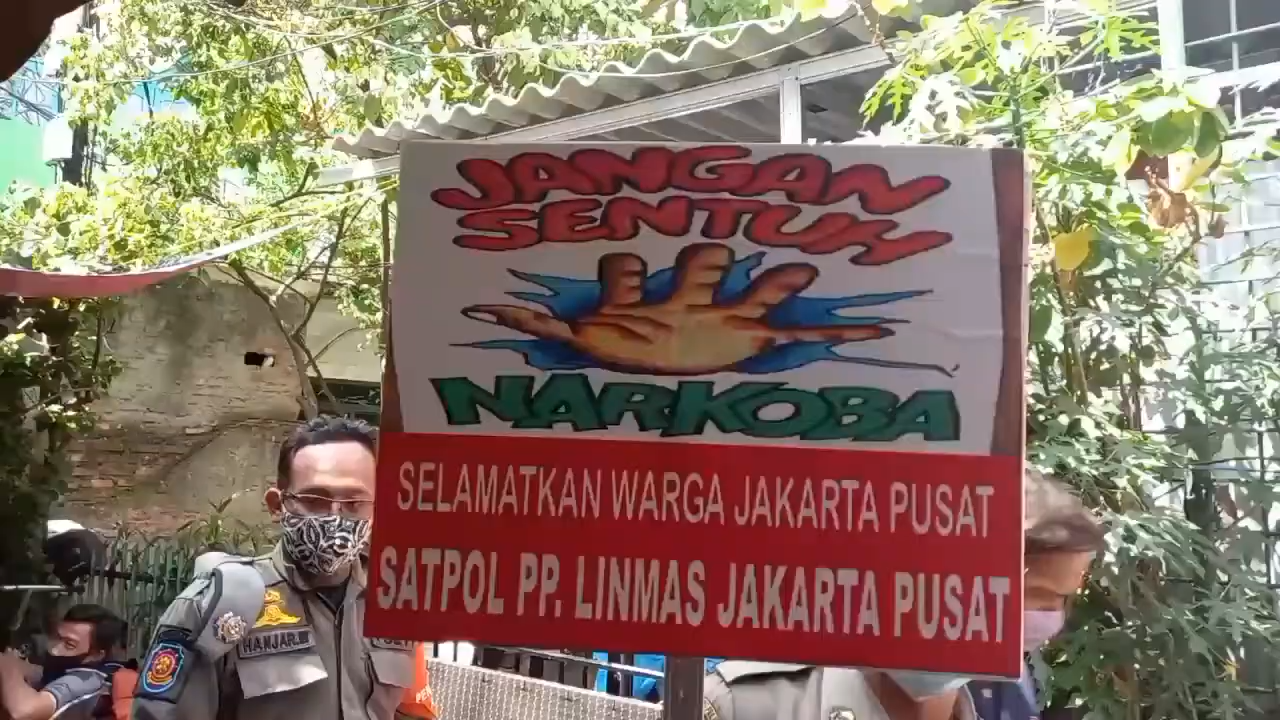 JANGAN
SENTUH
NARKOBA
SELAMATKAN WARGA JAKARTA PUSAT
SATPOL PP. LINMAS JAKARTA PUSAT
HANJAR.